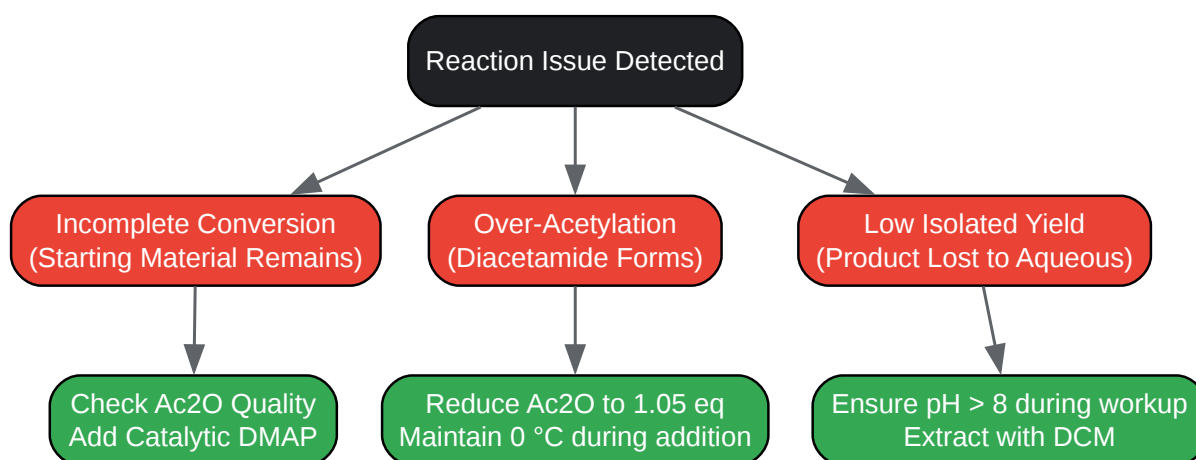 Reaction Issue Detected
Incomplete Conversion
(Starting Material Remains)
Over-Acetylation
(Diacetamide Forms)
Low Isolated Yield
(Product Lost to Aqueous)
Check Ac2O Quality
Add Catalytic DMAP
Reduce Ac2O to 1.05 eq
Maintain 0 °C during addition
Ensure pH > 8 during workup
Extract with DCM